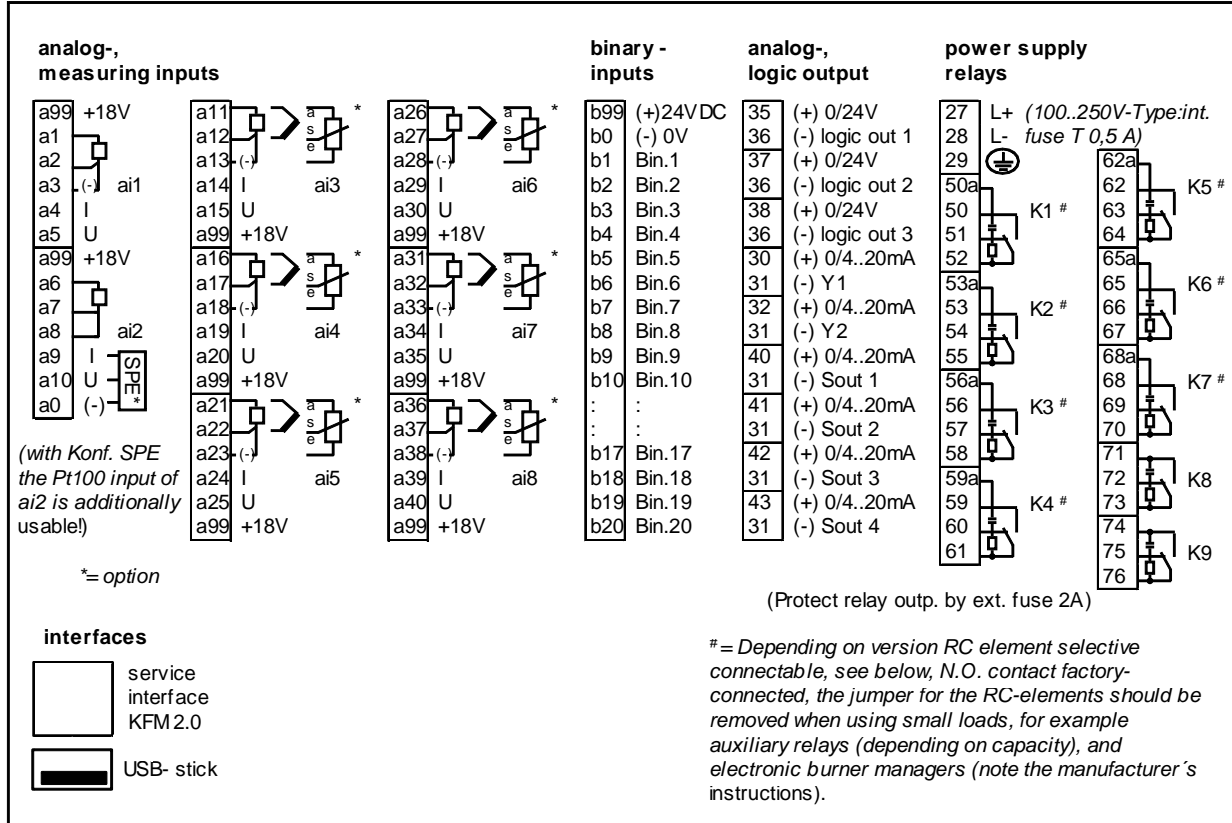 analog-,
measuring inputs
a99 +18V
a1
a2
a3 (-) ai1
a4 I
a5 U
a99 +18V
a6
a7
a8 ai2
a9 I
a10 U
a0 (-)
SPE*
(with Konf. SPE
the Pt100 input of
ai2 is additionally
usable!)
*= option
a11 a *
a12 s
a13 (-) e
a14 I ai3
a15 U
a99 +18V
a16 a *
a17 s
a18 (-) e
a19 I ai4
a20 U
a99 +18V
a21 a *
a22 s
a23 (-) e
a24 I ai5
a25 U
a99 +18V
a26 a *
a27 s
a28 (-) e
a29 I ai6
a30 U
a99 +18V
a31 a *
a32 s
a33 (-) e
a34 I ai7
a35 U
a99 +18V
a36 a *
a37 s
a38 (-) e
a39 I ai8
a40 U
a99 +18V
binary -
inputs
b99 (+)24VDC
b0 (-) 0V
b1 Bin.1
b2 Bin.2
b3 Bin.3
b4 Bin.4
b5 Bin.5
b6 Bin.6
b7 Bin.7
b8 Bin.8
b9 Bin.9
b10 Bin.10
: :
: :
b17 Bin.17
b18 Bin.18
b19 Bin.19
b20 Bin.20
analog-,
logic output
35 (+) 0/24V
36 (-) logic out 1
37 (+) 0/24V
36 (-) logic out 2
38 (+) 0/24V
36 (-) logic out 3
30 (+) 0/4..20mA
31 (-) Y1
32 (+) 0/4..20mA
31 (-) Y2
40 (+) 0/4..20mA
31 (-) Sout 1
41 (+) 0/4..20mA
31 (-) Sout 2
42 (+) 0/4..20mA
31 (-) Sout 3
43 (+) 0/4..20mA
31 (-) Sout 4
power supply
relays
27 L+ (100..250V-Type:int.
28 L- fuse T 0,5 A)
29
50a
50 K1 #
51
52
53a
53 K2 #
54
55
56a
56 K3 #
57
58
59a
59 K4 #
60
61
62a
62 K5 #
63
64
65a
65 K6 #
66
67
68a
68 K7 #
69
70
71
72 K8
73
74
75 K9
76
(Protect relay outp. by ext. fuse 2A)
interfaces
service
interface
KFM 2.0
USB- stick
#= Depending on version RC element selective
connectable, see below, N.O. contact factory-
connected, the jumper for the RC-elements should be
removed when using small loads, for example
auxiliary relays (depending on capacity), and
electronic burner managers (note the manufacturer´s
instructions).